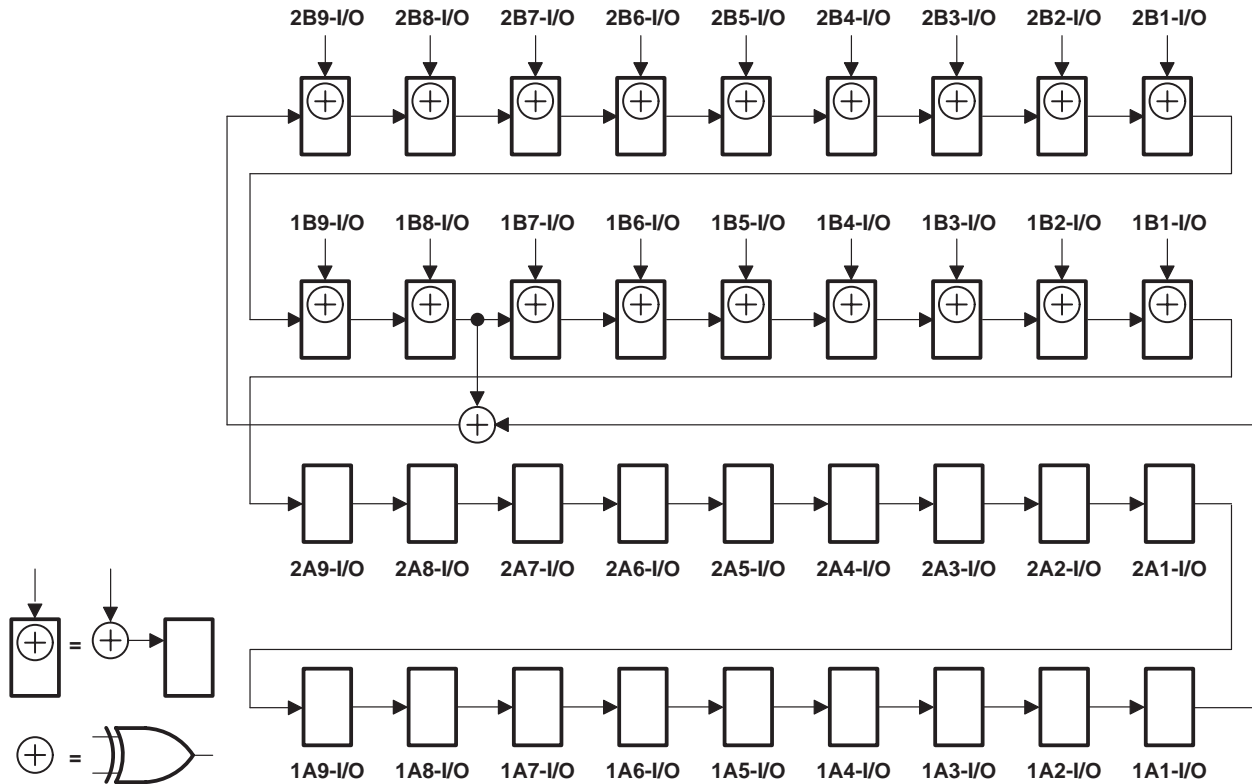 2B9-I/O 2B8-I/O 2B7-I/O 2B6-I/O 2B5-I/O 2B4-I/O 2B3-I/O 2B2-I/O 2B1-I/O
1B9-I/O 1B8-I/O 1B7-I/O 1B6-I/O 1B5-I/O 1B4-I/O 1B3-I/O 1B2-I/O 1B1-I/O
2A9-I/O 2A8-I/O 2A7-I/O 2A6-I/O 2A5-I/O 2A4-I/O 2A3-I/O 2A2-I/O 2A1-I/O
=
=
1A9-I/O 1A8-I/O 1A7-I/O 1A6-I/O 1A5-I/O 1A4-I/O 1A3-I/O 1A2-I/O 1A1-I/O